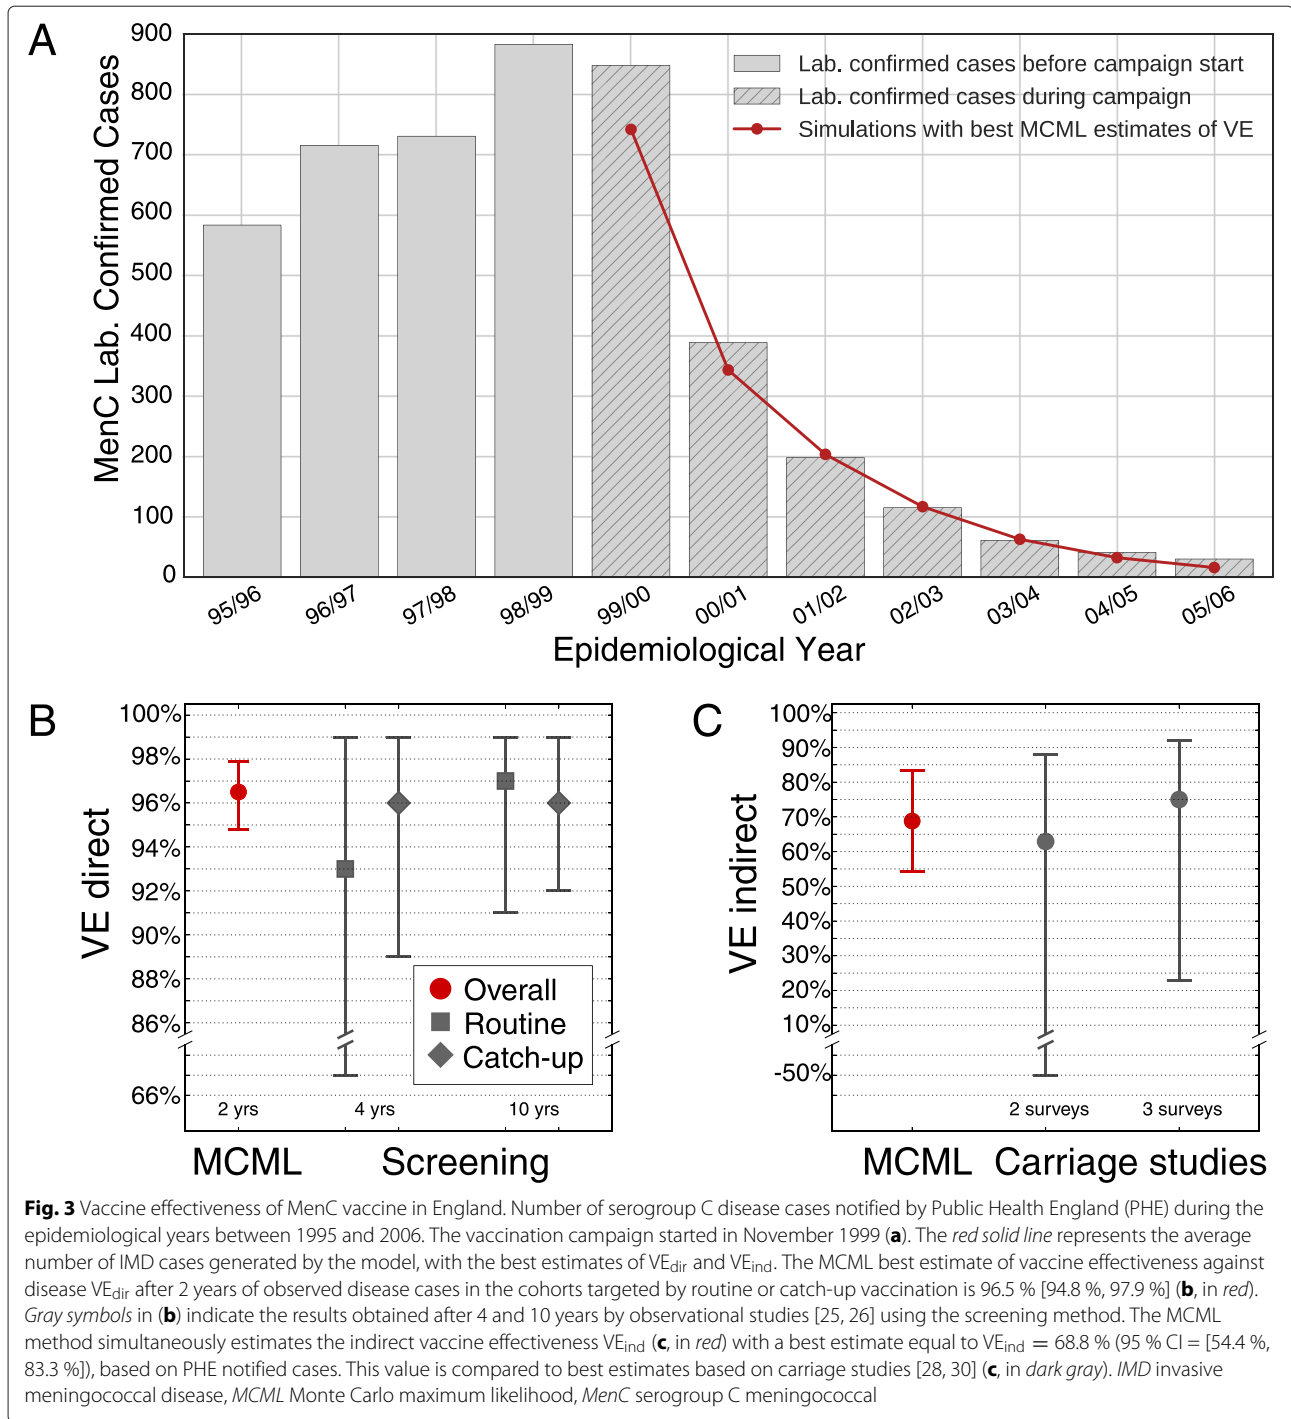 A
900
800
700
600
500
400
300
200
100
0
MenC Lab. Confirmed Cases
Lab. confirmed cases before campaign start
Lab. confirmed cases during campaign
Simulations with best MCML estimates of VE
95/96 96/97 97/98 98/99 99/00 00/01 01/02 02/03 03/04 04/05 05/06
Epidemiological Year
B
100%
98%
96%
94%
92%
90%
88%
86%
66%
VE direct
Overall
Routine
Catch-up
2 yrs 4 yrs 10 yrs
MCML Screening
C
100%
90%
80%
70%
60%
50%
40%
30%
20%
10%
-50%
VE indirect
2 surveys 3 surveys
MCML Carriage studies
Fig. 3 Vaccine effectiveness of MenC vaccine in England. Number of serogroup C disease cases notified by Public Health England (PHE) during the
epidemiological years between 1995 and 2006. The vaccination campaign started in November 1999 (a). The red solid line represents the average
number of IMD cases generated by the model, with the best estimates of VEdir and VEind. The MCML best estimate of vaccine effectiveness against
disease VEdir after 2 years of observed disease cases in the cohorts targeted by routine or catch-up vaccination is 96.5 % [94.8 %, 97.9 %] (b, in red).
Gray symbols in (b) indicate the results obtained after 4 and 10 years by observational studies [25, 26] using the screening method. The MCML
method simultaneously estimates the indirect vaccine effectiveness VEind (c, in red) with a best estimate equal to VEind = 68.8 % (95 % CI = [54.4 %,
83.3 %]), based on PHE notified cases. This value is compared to best estimates based on carriage studies [28, 30] (c, in dark gray). IMD invasive
meningococcal disease, MCML Monte Carlo maximum likelihood, MenC serogroup C meningococcal